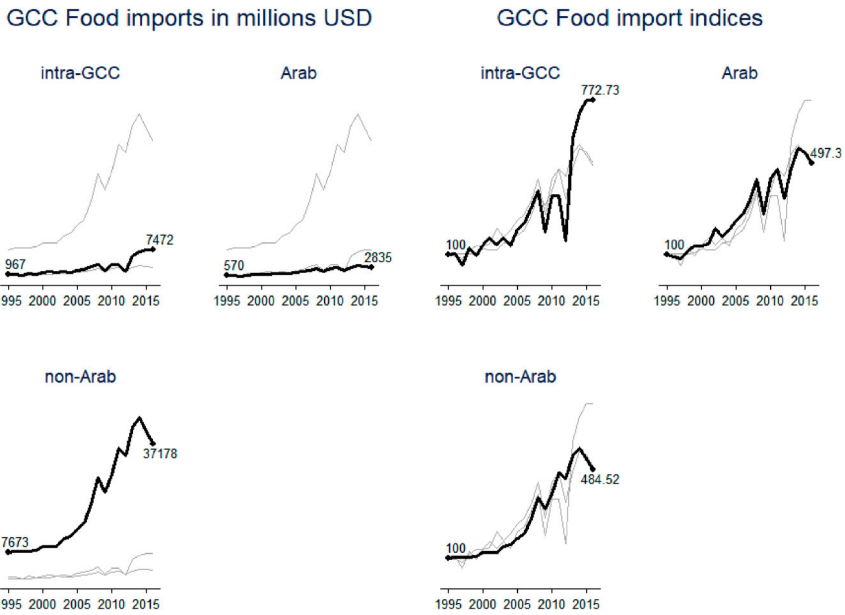 GCC Food imports in millions USD
GCC Food import indices
intra-GCC
Arab
intra-GCC
Arab
772.73
497.3
7472
967
2835
570
100
100
995 2000 2005 2010 2015
1995 2000 2005 2010 2015
1995 2000 2005 2010 2015
1995 2000 2005 2010 2015
non-Arab
non-Arab
37178
484.52
7673
100
995 2000 2005 2010 2015
1995 2000 2005 2010 2015